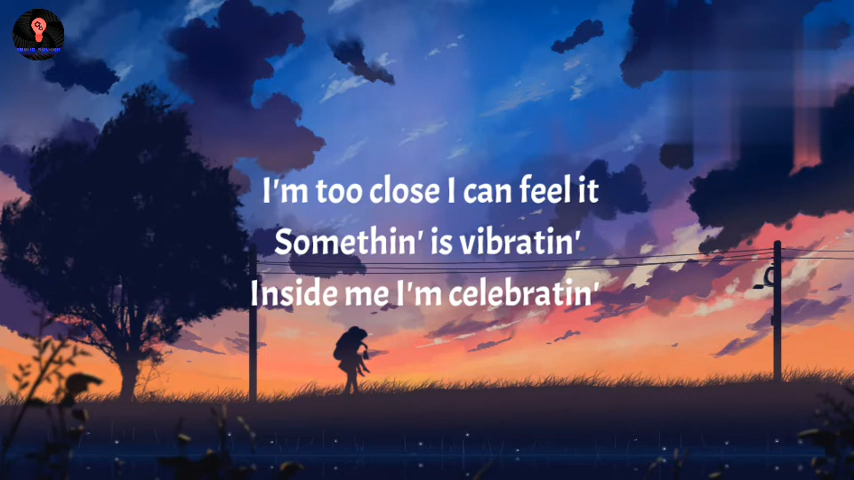 I'm too close I can feel it
Somethin' is vibratin'
Inside me I'm celebratin'